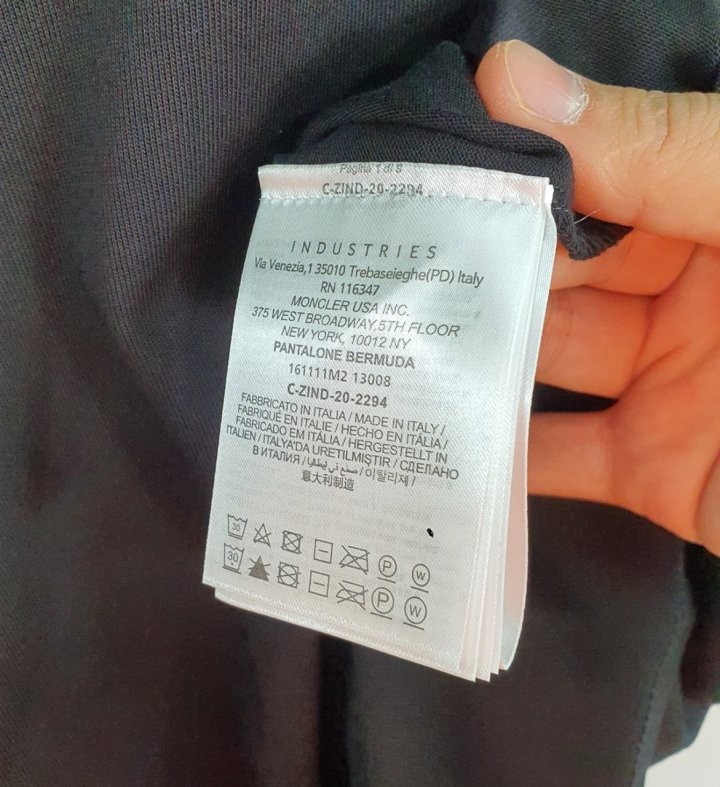 Pagina 1 di 8
C-ZIND-20-2294
INDUSTRIES
Via Venezia,1 35010 Trebaseieghe(PD) Italy
RN 116347
MONCLER USA INC.
375 WEST BROADWAY.5TH FLOOR
NEW YORK, 10012 NY
PANTALONE BERMUDA
161111M2 13008
C-ZIND-20-2294
FABBRICATO IN ITALIA / MADE IN ITALY /
FABRIQUÉ EN ITALIE / HECHO EN ITALIA /
FABRICADO EM ITÁLIA / HERGESTELLT IN
ITALIEN / ITALYA'DA URETILMIŞTIR / СДЕЛАНО
В ИТАЛИЯ / صنع في إيطاليا / 이탈리제 /
意大利制造
30
P
W
30
P
W